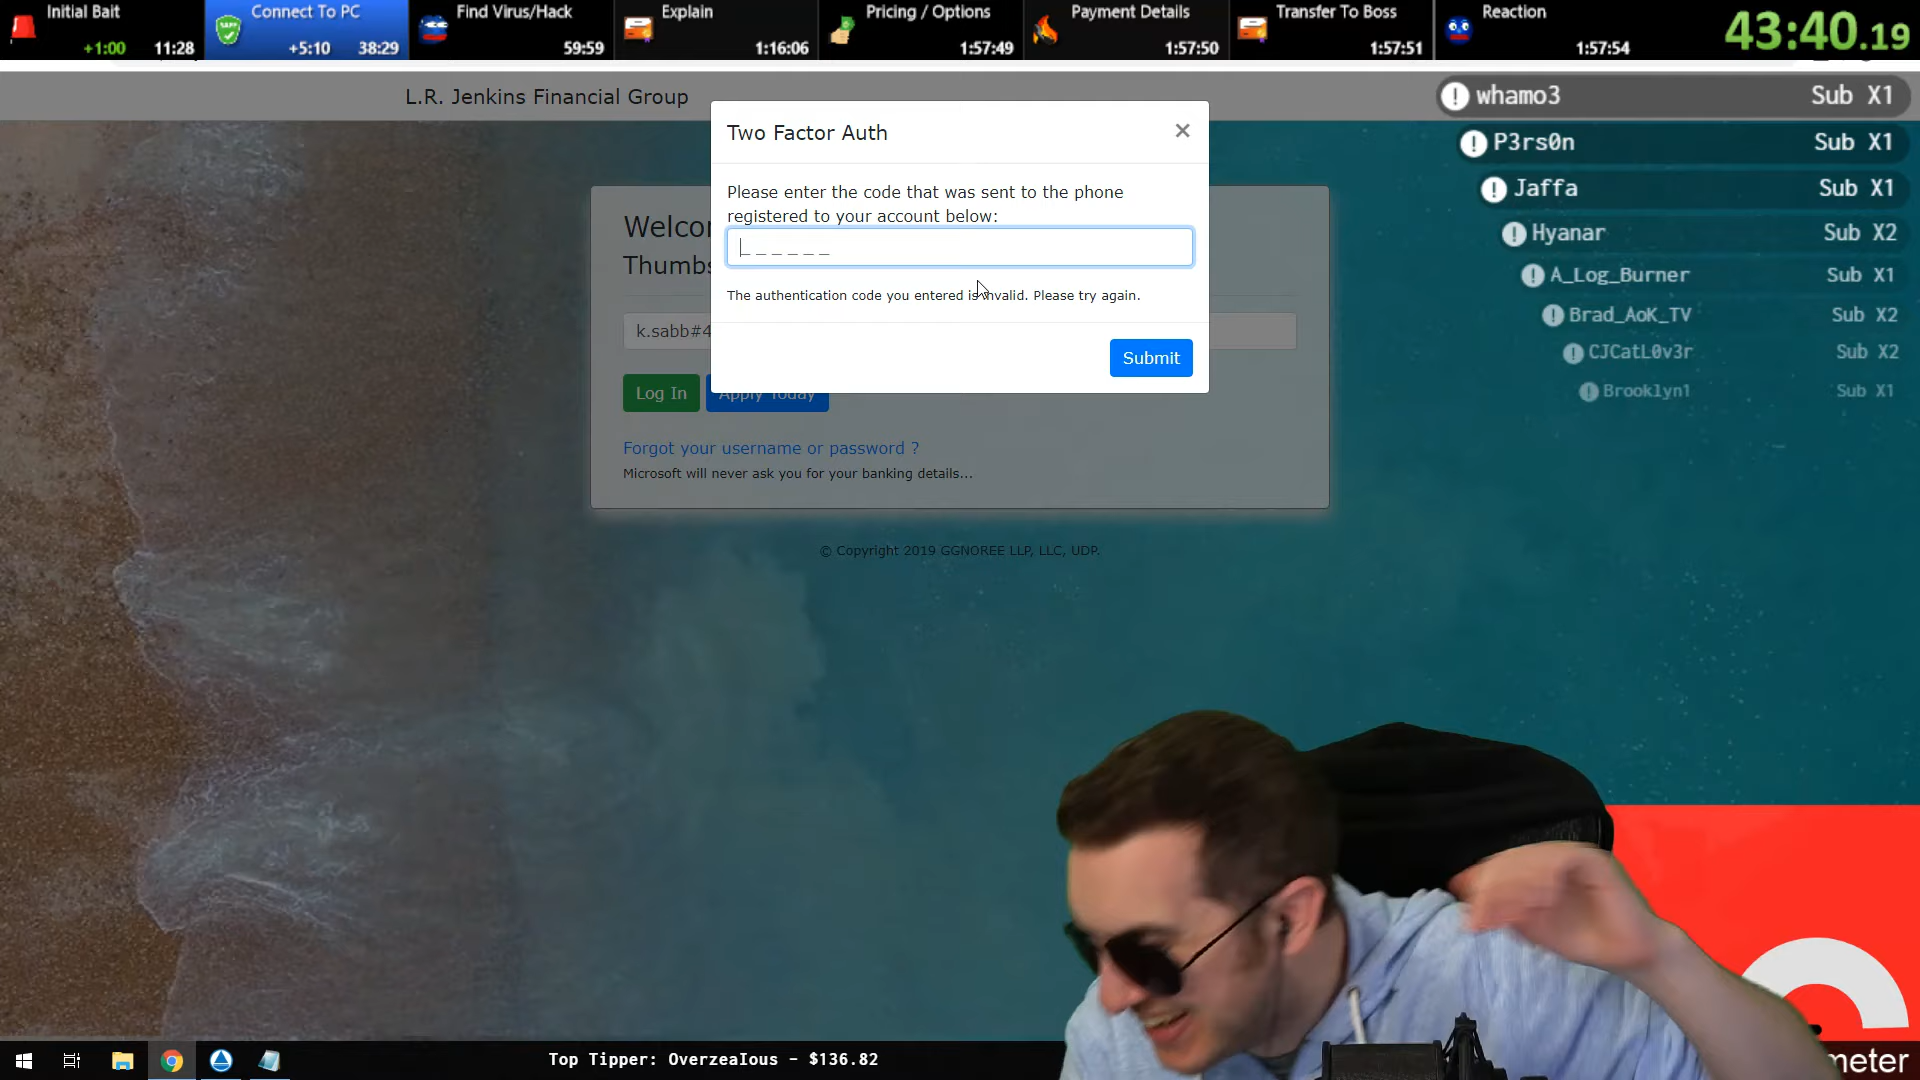 Initial Bait
+1:00 11:28
Connect To PC
+5:10 38:29
Find Virus/Hack
59:59
Explain
1:16:06
Pricing / Options
1:57:49
Payment Details
1:57:50
Transfer To Boss
1:57:51
Reaction
1:57:54
43:40.19
L.R. Jenkins Financial Group
Two Factor Auth
×
Please enter the code that was sent to the phone
registered to your account below:
_ _ _ _ _ _
The authentication code you entered is invalid. Please try again.
Submit
Welco
Thumbs
k.sabb#4
Log In
Apply Today
Forgot your username or password ?
Microsoft will never ask you for your banking details...
© Copyright 2019 GGNOREE LLP, LLC, UDP.
whamo3 Sub X1
P3rs0n Sub X1
Jaffa Sub X1
Hyanar Sub X2
A_Log_Burner Sub X1
Brad_AoK_TV Sub X2
CJCatL0v3r Sub X2
Brooklyn1 Sub X1
Top Tipper: Overzealous - $136.82
meter